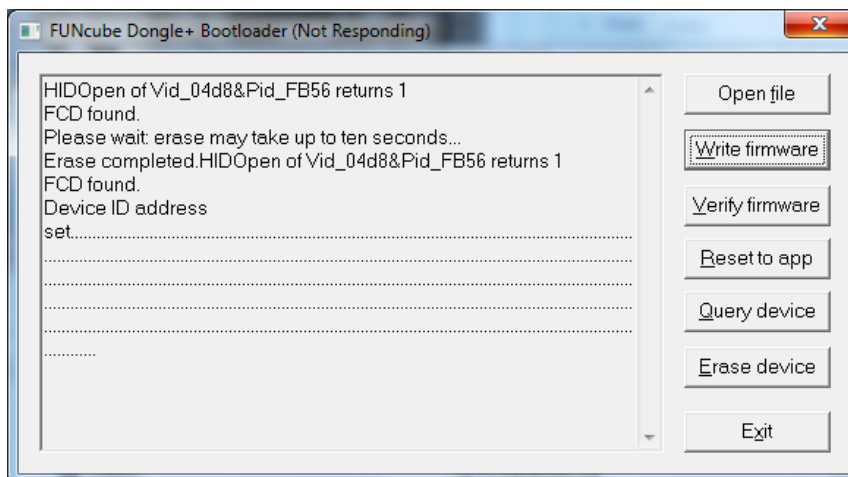 FUNcube Dongle+ Bootloader (Not Responding)
HIDOpen of Vid_04d8&Pid_FB56 returns 1
FCD found.
Please wait: erase may take up to ten seconds...
Erase completed.HIDOpen of Vid_04d8&Pid_FB56 returns 1
FCD found.
Device ID address
set...................................................................................................................................
.........................................................................................................................................
.........................................................................................................................................
.........................................................................................................................................
.........................................................................................................................................
............
Open file
Write firmware
Verify firmware
Reset to app
Query device
Erase device
Exit